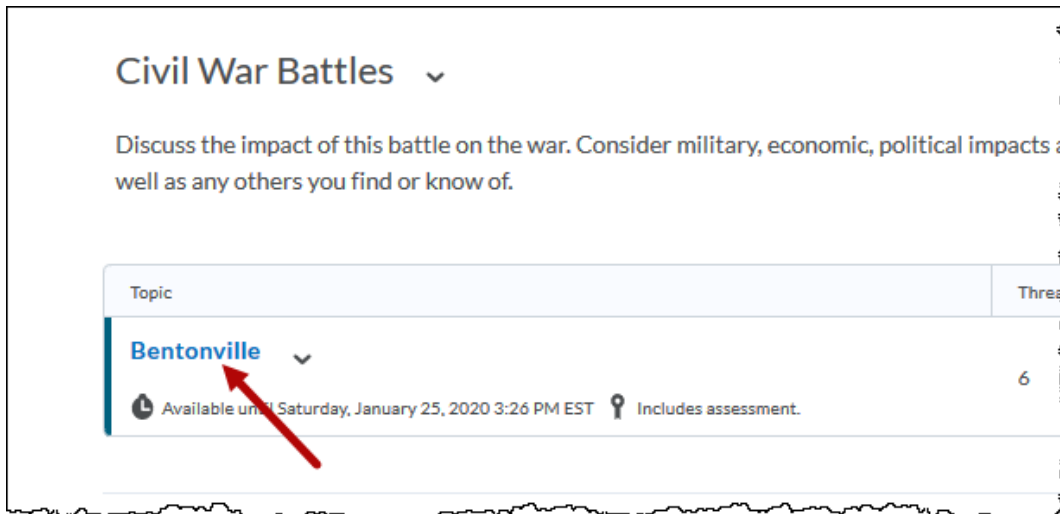 Civil War Battles
Discuss the impact of this battle on the war. Consider military, economic, political impacts
well as any others you find or know of.
Topic
Bentonville
6
Available until Saturday, January 25, 2020 3:26 PM EST Includes assessment.